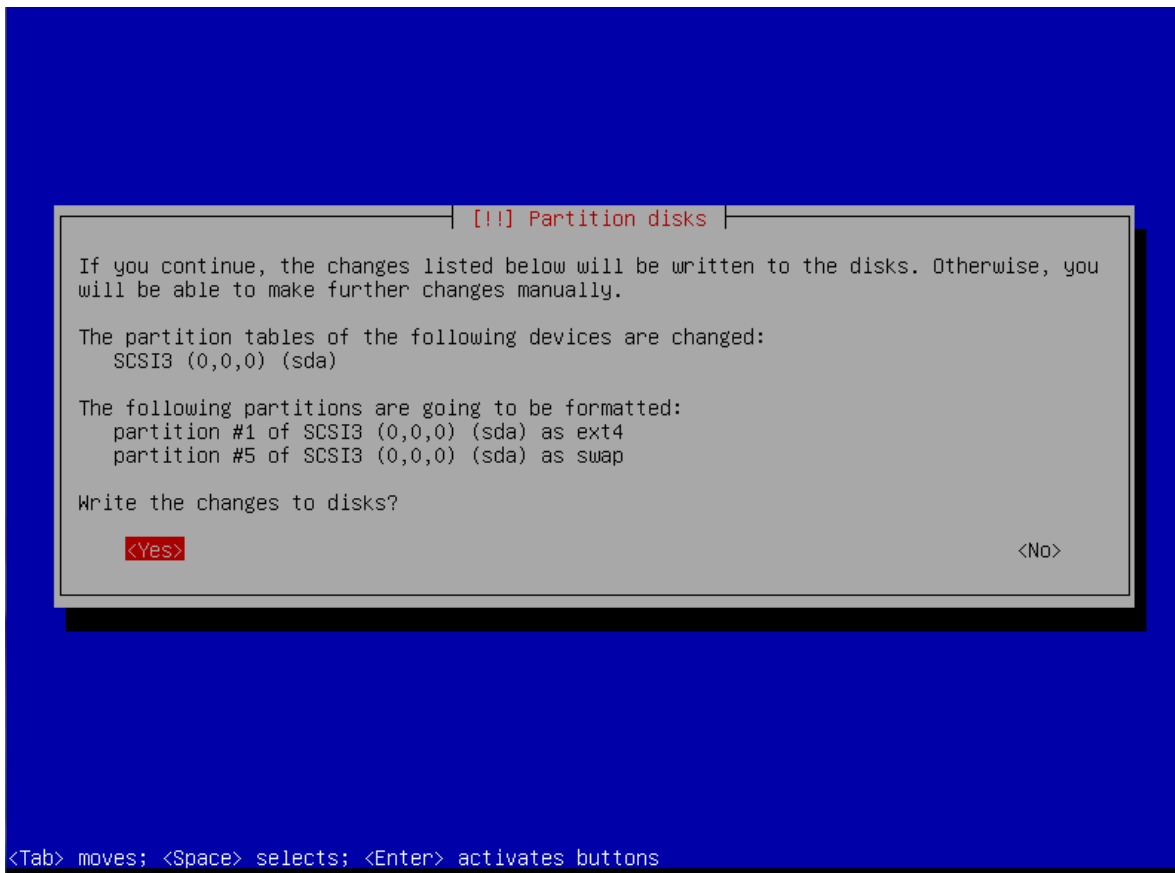 [!!] Partition disks
If you continue, the changes listed below will be written to the disks. Otherwise, you
will be able to make further changes manually.
The partition tables of the following devices are changed:
SCSI3 (0,0,0) (sda)
The following partitions are going to be formatted:
partition #1 of SCSI3 (0,0,0) (sda) as ext4
partition #5 of SCSI3 (0,0,0) (sda) as swap
Write the changes to disks?
<Yes> <No>
<Tab> moves; <Space> selects; <Enter> activates buttons